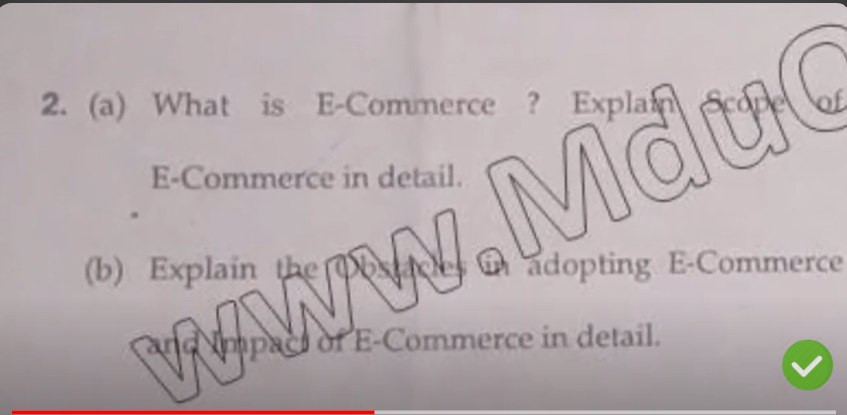 2. (a) What is E-Commerce ? Explain Scope of
E-Commerce in detail.
(b) Explain the Obstacles in adopting E-Commerce
and Impact of E-Commerce in detail.
www.Mdu